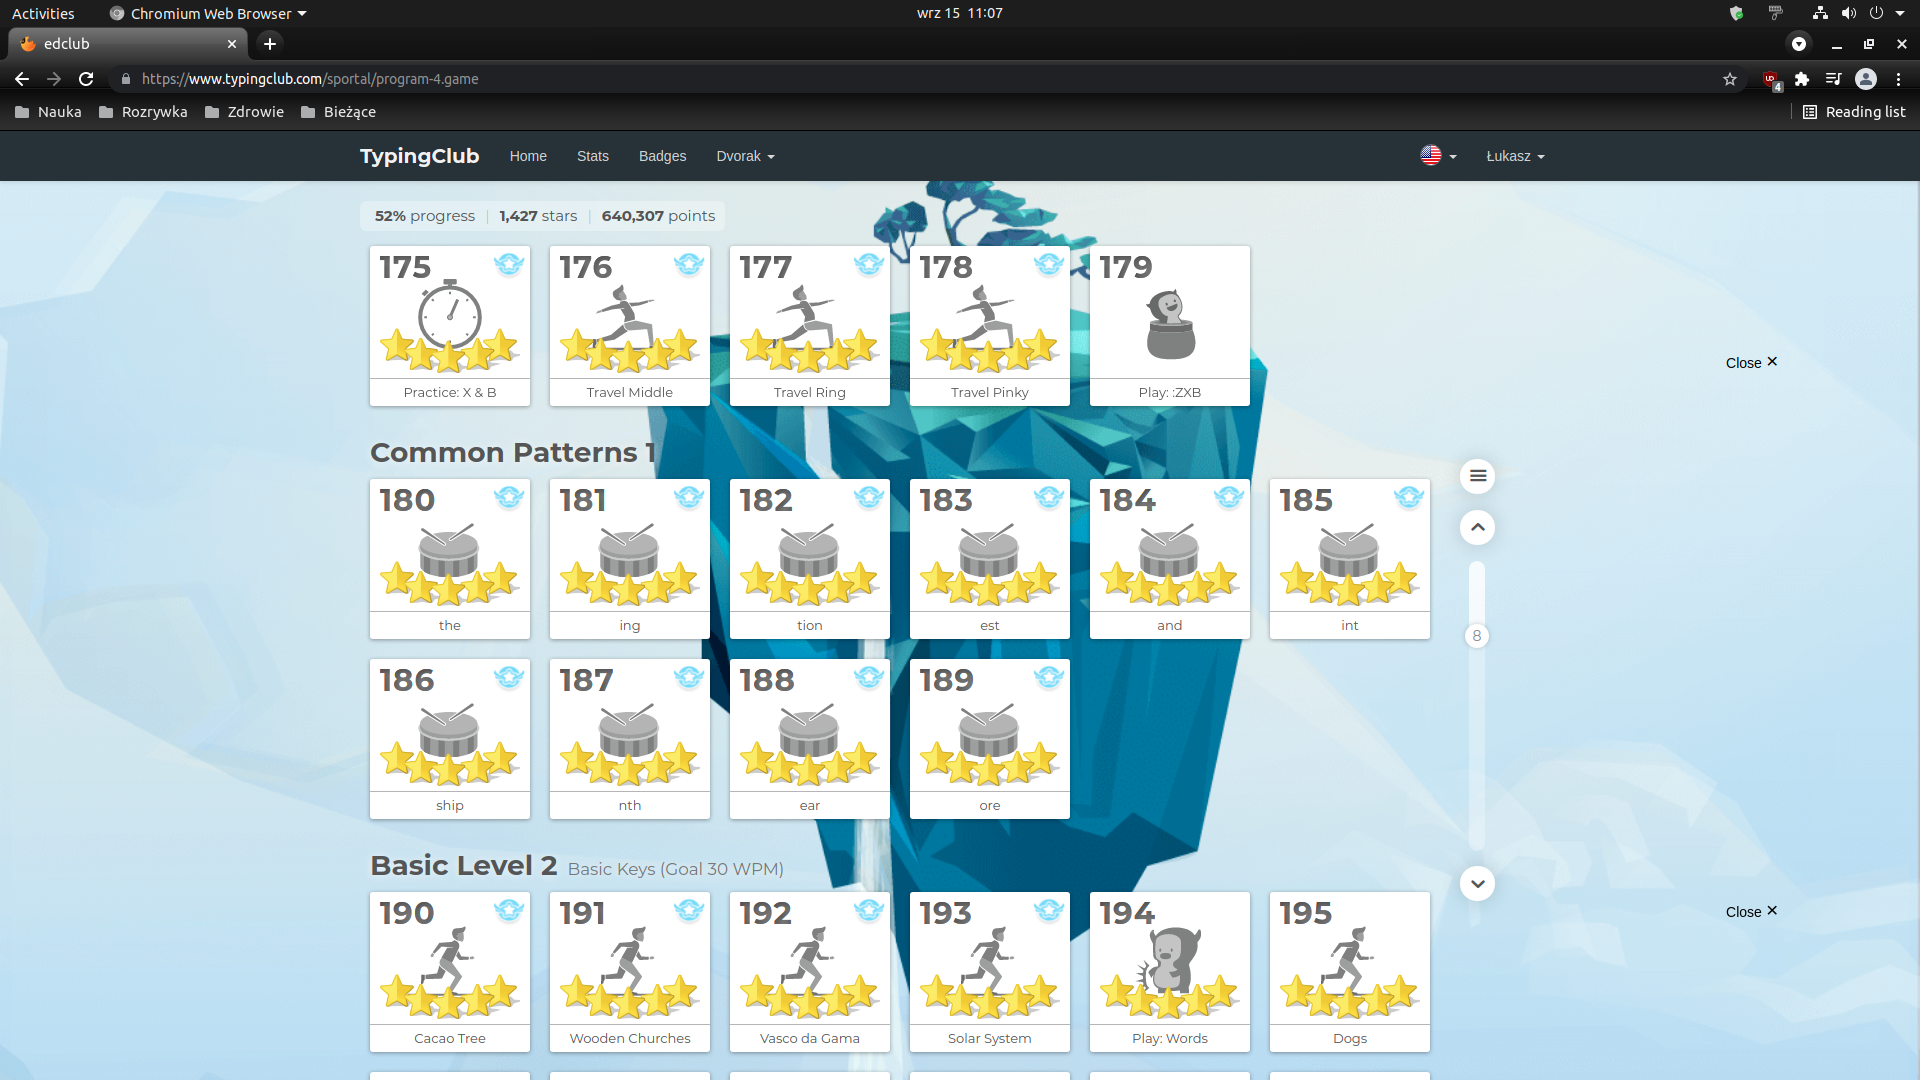 Activities
Chromium Web Browser
wrz 15 11:07
edclub
https://www.typingclub.com/sportal/program-4.game
4
Nauka
Rozrywka
Zdrowie
Bieżące
Reading list
TypingClub
Home
Stats
Badges
Dvorak
Łukasz
52% progress
1,427 stars
640,307 points
175
176
177
178
179
Practice: X & B
Travel Middle
Travel Ring
Travel Pinky
Play: :ZXB
Close
Common Patterns 1
180
181
182
183
184
185
the
ing
tion
est
and
int
8
186
187
188
189
ship
nth
ear
ore
Basic Level 2 Basic Keys (Goal 30 WPM)
190
191
192
193
194
195
Close
Cacao Tree
Wooden Churches
Vasco da Gama
Solar System
Play: Words
Dogs